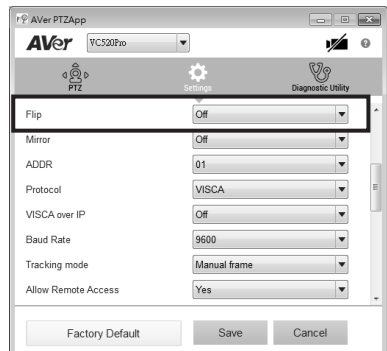 AVer PTZApp
AVer VC520Pro
PTZ Settings Diagnostic Utility
Flip Off
Mirror Off
ADDR 01
Protocol VISCA
VISCA over IP Off
Baud Rate 9600
Tracking mode Manual frame
Allow Remote Access Yes
Factory Default Save Cancel